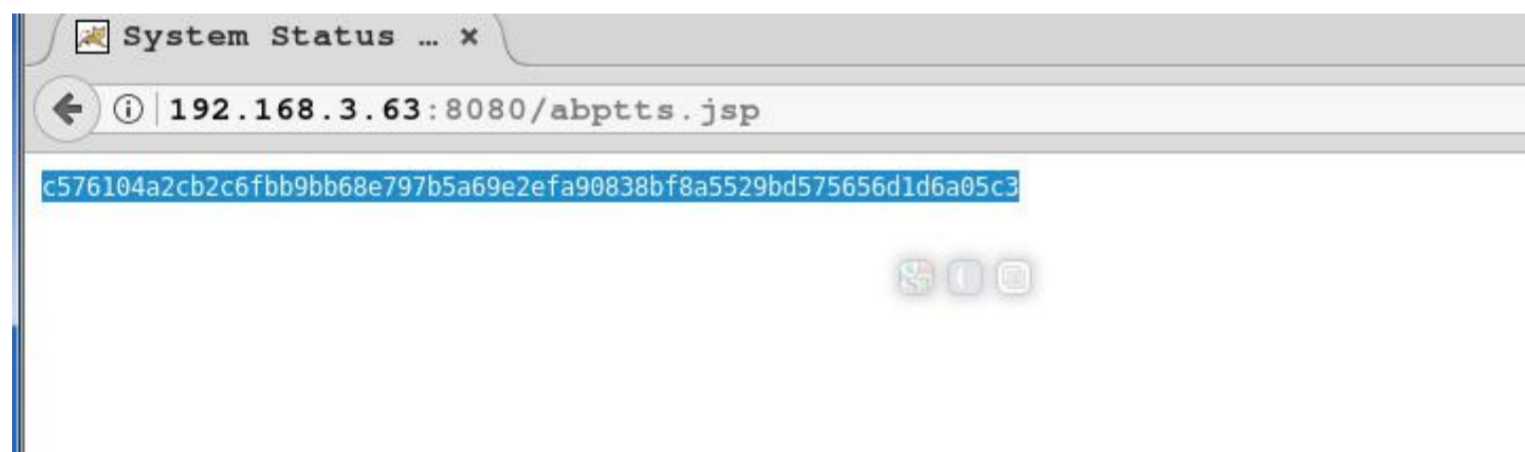 System Status ... ×
192.168.3.63:8080/abptts.jsp
c576104a2cb2c6fbb9bb68e797b5a69e2efa90838bf8a5529bd575656d1d6a05c3